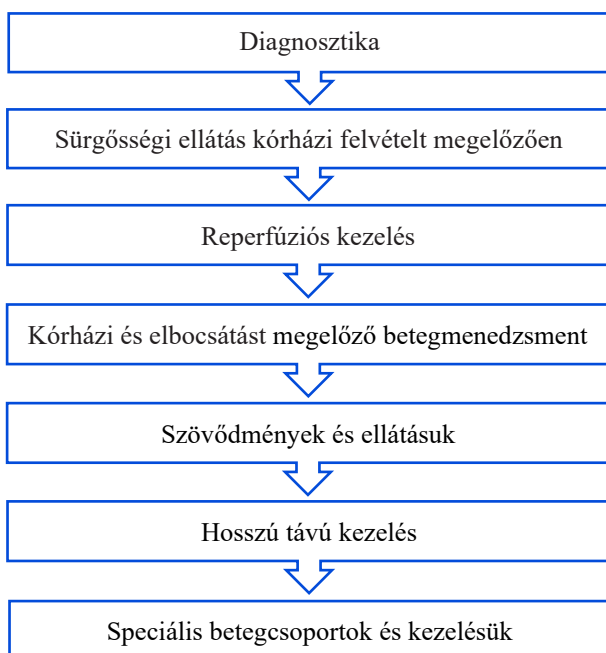 Diagnosztika
Sürgősségi ellátás kórházi felvételt megelőzően
Reperfúziós kezelés
Kórházi és elbocsátást megelőző betegmenedzsment
Szövődmények és ellátásuk
Hosszú távú kezelés
Speciális betegcsoportok és kezelésük